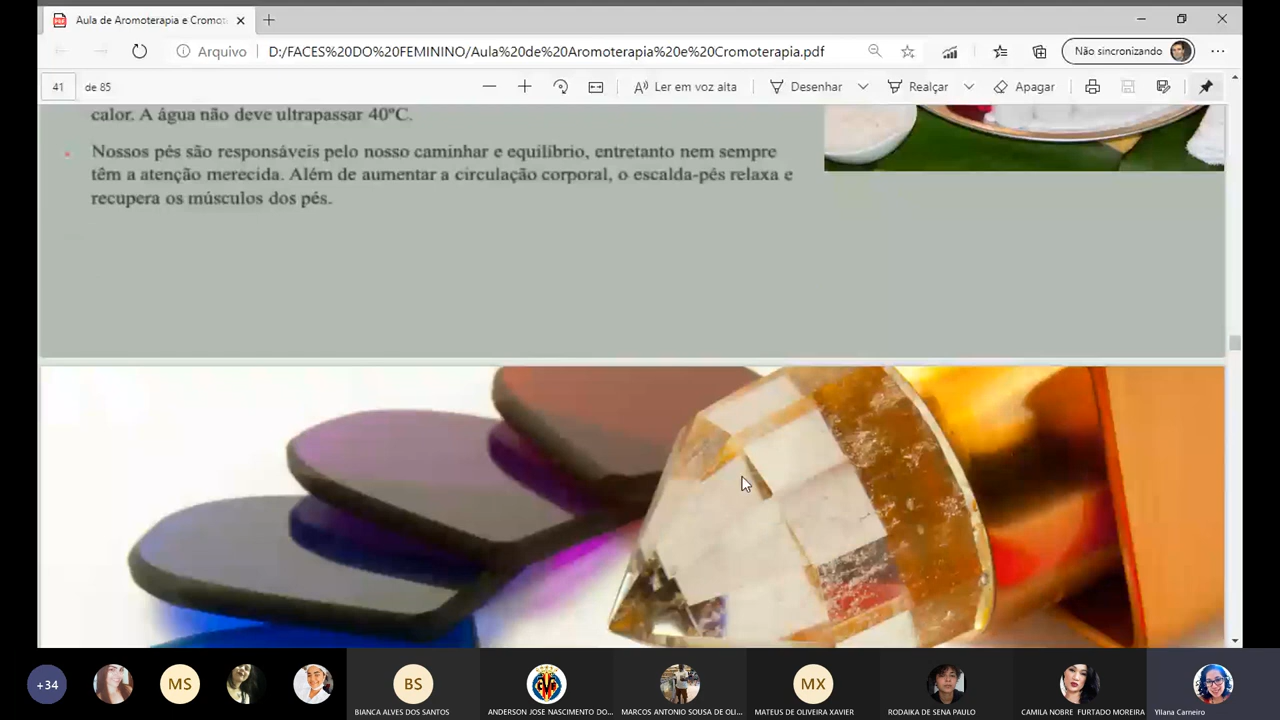 Aula de Aromoterapia e Cromot
Arquivo
D:/FACES%20DO%20FEMININO/Aula%20de%20Aromoterapia%20e%20Cromoterapia.pdf
Não sincronizando
41 de 85
Ler em voz alta
Desenhar
Realçar
Apagar
calor. A água não deve ultrapassar 40ºC.
Nossos pés são responsáveis pelo nosso caminhar e equilíbrio, entretanto nem sempre
têm a atenção merecida. Além de aumentar a circulação corporal, o escalda-pés relaxa e
recupera os músculos dos pés.
+34
MS
BS
MX
BIANCA ALVES DOS SANTOS
ANDERSON JOSE NASCIMENTO DO...
MARCOS ANTONIO SOUSA DE OLI...
MATEUS DE OLIVEIRA XAVIER
RODAIKA DE SENA PAULO
CAMILA NOBRE FURTADO MOREIRA
Yllana Carneiro